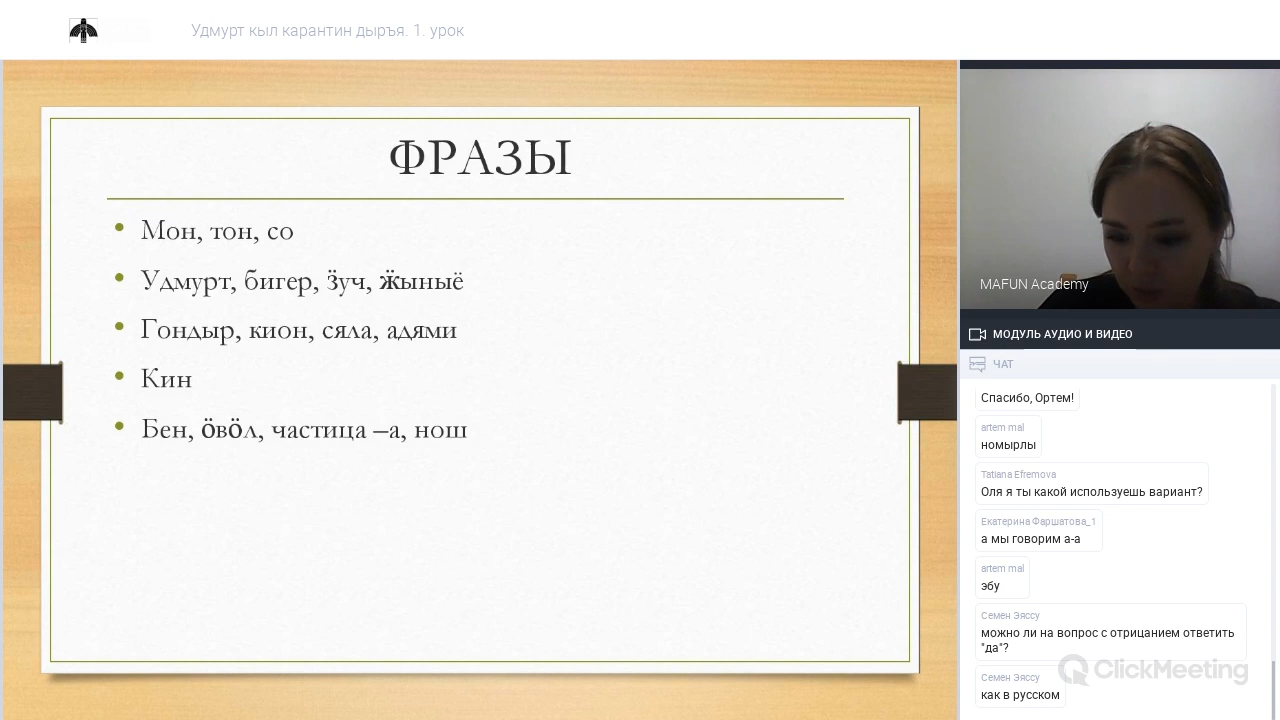 Удмурт кыл карантин дыръя. 1. урок
ФРАЗЫ
• Мон, тон, со
• Удмурт, бигер, ӟуч, ӝыныё
• Гондыр, кион, сяла, адями
• Кин
• Бен, ӧвӧл, частица –а, нош
MAFUN Academy
МОДУЛЬ АУДИО И ВИДЕО
ЧАТ
Спасибо, Ортем!
artem mal
номырлы
Tatiana Efremova
Оля я ты какой используешь вариант?
Екатерина Фаршатова_1
а мы говорим а-а
artem mal
эбу
Семен Эяссу
можно ли на вопрос с отрицанием ответить
"да"?
Семен Эяссу
как в русском
ClickMeeting